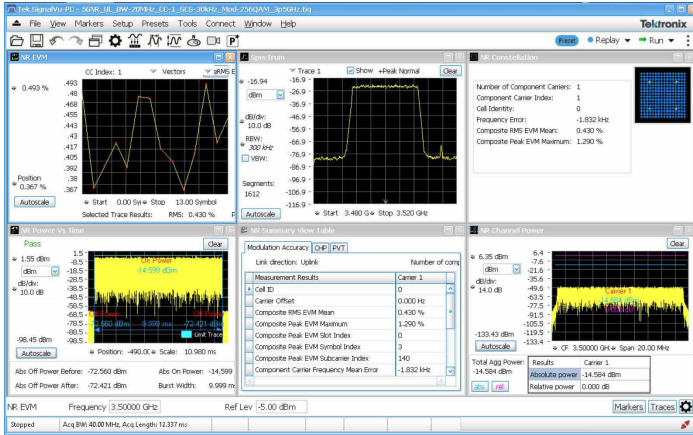 Tek SignalVu-PC - 5GNR_UL_BW-20MHz_CC-1_SCS-30kHz_Mod-256QAM_3p5GHz.tiq
File View Markers Setup Presets Tools Connect Window Help
Tektronix
Preset Replay Run
NR EVM
CC Index: 1 Vectors aRMS E
0.493 %
.493
.48
.468
.455
.443
.43
.417
.405
.392
.38
.367
Position
0.367 %
Autoscale
Start 0.00 Syn Stop 13.00 Symbol
Selected Trace Results: RMS: 0.430 % P
Spectrum
Trace 1 Show +Peak Normal Clear
-16.94
dBm
dB/div:
10.0 dB
RBW:
300 kHz
VBW:
Segments:
1612
-16.9
-26.9
-36.9
-46.9
-56.9
-66.9
-76.9
-86.9
-96.9
-106.9
-116.9
Autoscale
Start 3.480 G Stop 3.520 GHz
NR Constellation
Number of Component Carriers: 1
Component Carrier Index: 1
Cell Identity: 0
Frequency Error: -1.832 kHz
Composite RMS EVM Mean: 0.430 %
Composite Peak EVM Maximum: 1.290 %
NR Power Vs Time
Pass
Clear
1.55 dBm
dBm
dB/div:
10.0 dB
1.5
-8.5
-18.5
-28.5
-38.5
-48.5
-58.5
-68.5
-78.5
-88.5
On Power
-14.599 dBm
9.999 ms
-72.421 dBm
Limit Trace
-98.45 dBm
Autoscale
Position: -490.0 Scale: 10.980 ms
Abs Off Power Before: -72.560 dBm Abs On Power: -14.599
Abs Off Power After: -72.421 dBm Burst Width: 9.999 m
NR Summary View Table
Modulation Accuracy CHP PVT
Link direction: Uplink Number of comp
Measurement Results Carrier 1
Cell ID 0
Carrier Offset 0.000 Hz
Composite RMS EVM Mean 0.430 %
Composite Peak EVM Maximum 1.290 %
Composite Peak EVM Slot Index 0
Composite Peak EVM Symbol Index 3
Composite Peak EVM Subcarrier Index 140
Component Carrier Frequency Mean Error -1.832 kHz
NR Channel Power
Clear
6.35 dBm
dBm
dB/div:
14.0 dB
6.4
-7.6
-21.6
-35.6
-49.6
-63.6
-77.5
-91.5
-105.5
-119.5
-133.4
Carrier 1
-133.43 dBm
Autoscale
CF 3.50000 GH Span 20.00 MHz
Total Agg Power:
-14.584 dBm
abs rel
Results Carrier 1
Absolute power -14.584 dBm
Relative power 0.000 dB
NR EVM Frequency 3.50000 GHz Ref Lev -5.00 dBm Markers Traces
Stopped Acq BW: 40.00 MHz, Acq Length: 12.337 ms